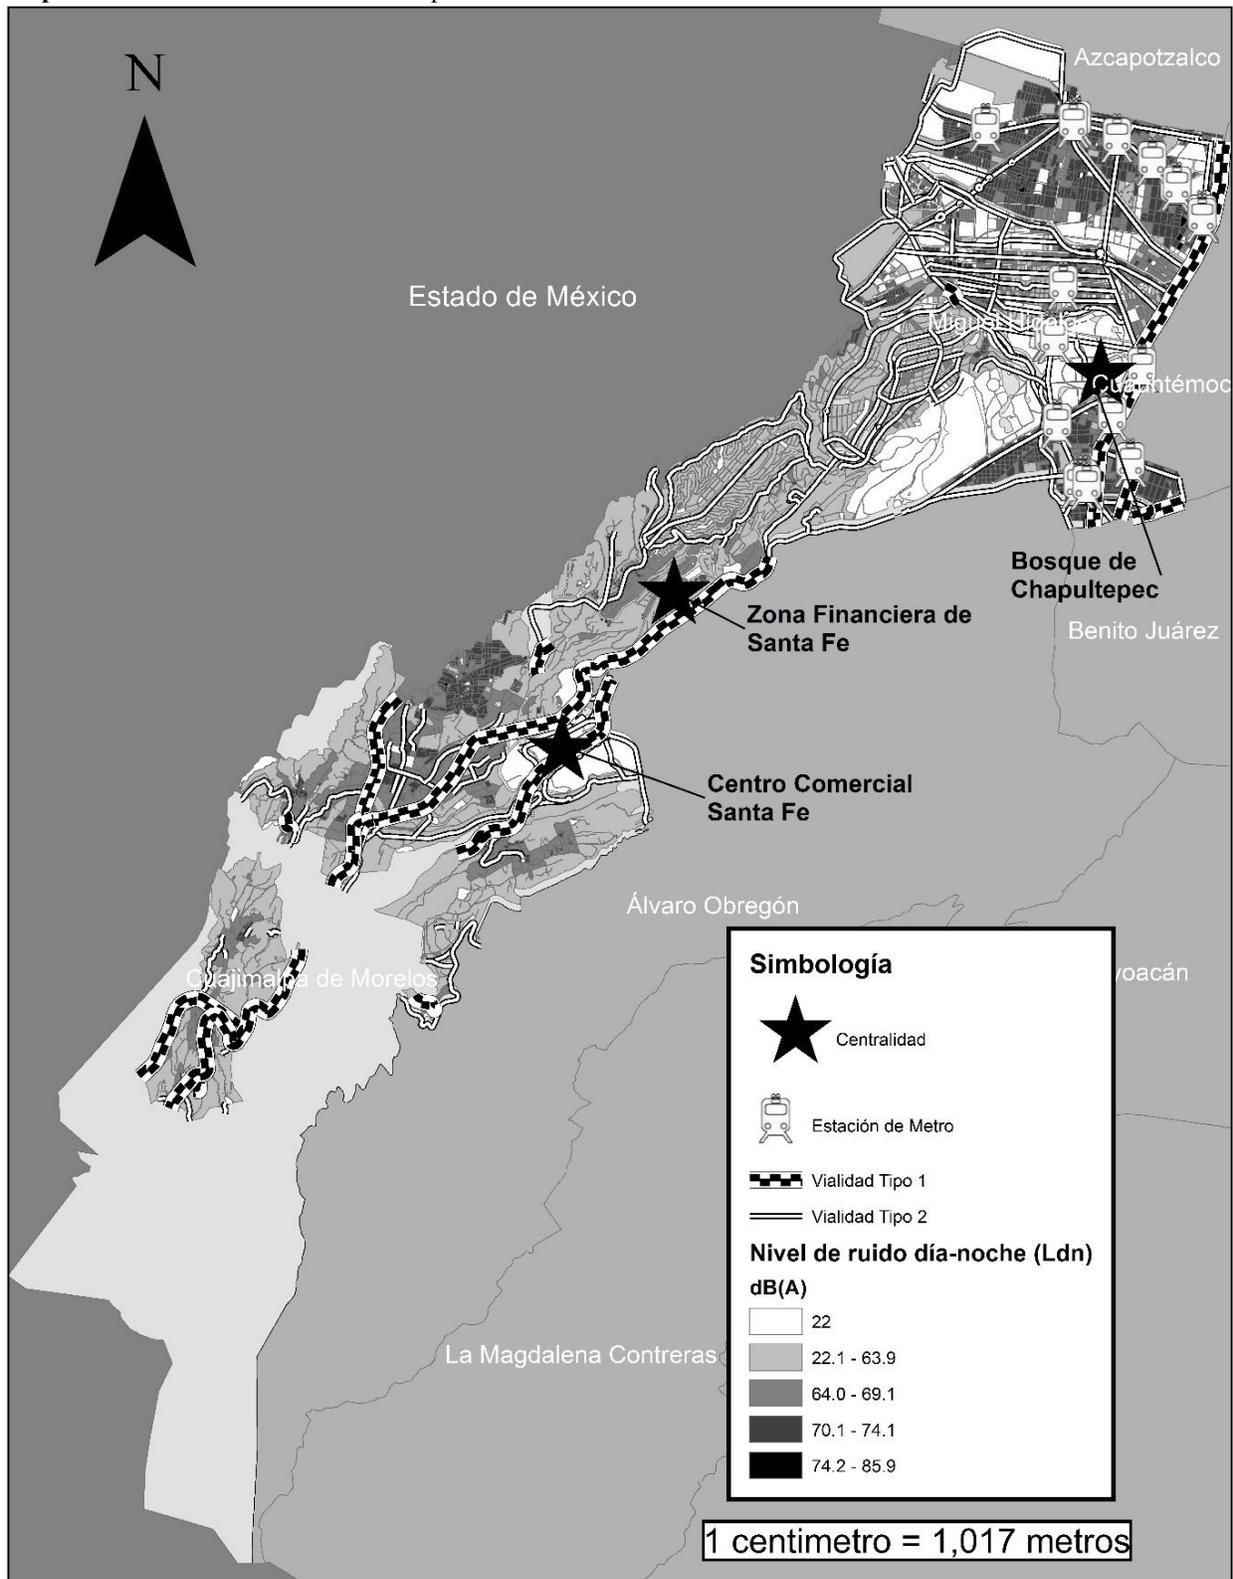 N
Azcapotzalco
Estado de México
Miguel Hidalgo
Cuauhtémoc
Bosque de
Chapultepec
Benito Juárez
Zona Financiera de
Santa Fe
Centro Comercial
Santa Fe
Álvaro Obregón
Cuajimalpa de Morelos
yoacán
La Magdalena Contreras
Simbología
Centralidad
Estación de Metro
Vialidad Tipo 1
Vialidad Tipo 2
Nivel de ruido día-noche (Ldn)
dB(A)
22
22.1 - 63.9
64.0 - 69.1
70.1 - 74.1
74.2 - 85.9
1 centimetro = 1,017 metros